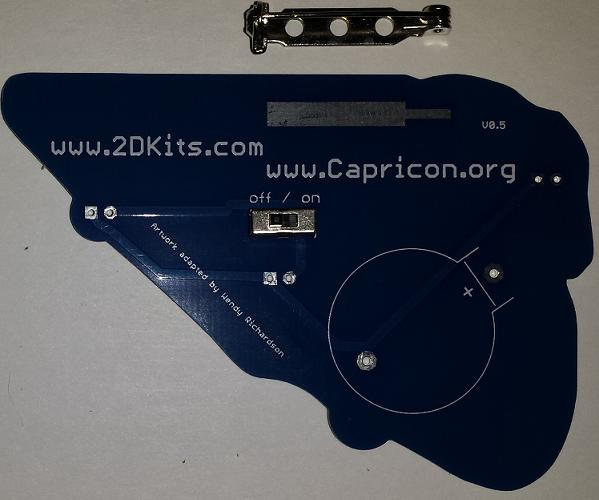 V0.5
www.2DKits.com
www.Capricon.org
off / on
Artwork adapted by Wendy Richardson
+